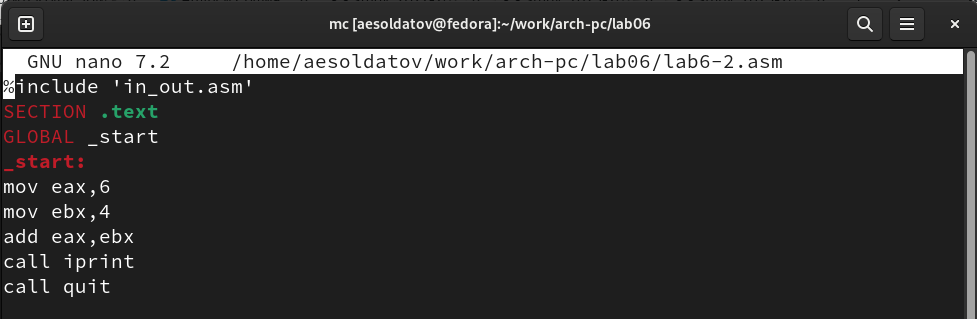 mc [aesoldatov@fedora]:~/work/arch-pc/lab06
GNU nano 7.2 /home/aesoldatov/work/arch-pc/lab06/lab6-2.asm
%include 'in_out.asm'
SECTION .text
GLOBAL _start
_start:
mov eax,6
mov ebx,4
add eax,ebx
call iprint
call quit